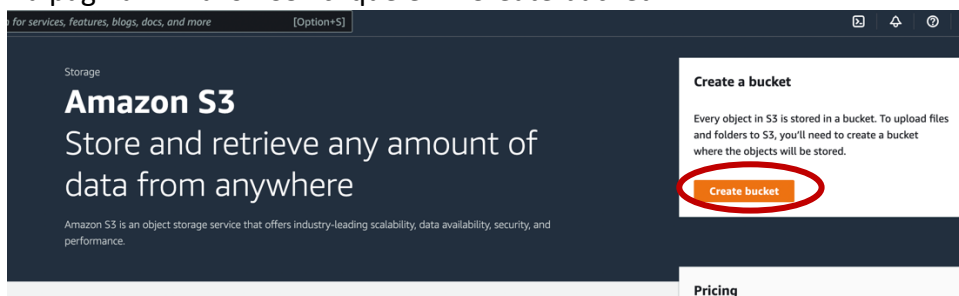 for services, features, blogs, docs, and more [Option+S]
Storage
Amazon S3
Store and retrieve any amount of
data from anywhere
Amazon S3 is an object storage service that offers industry-leading scalability, data availability, security, and
performance.
Create a bucket
Every object in S3 is stored in a bucket. To upload files
and folders to S3, you'll need to create a bucket
where the objects will be stored.
Create bucket
Pricing